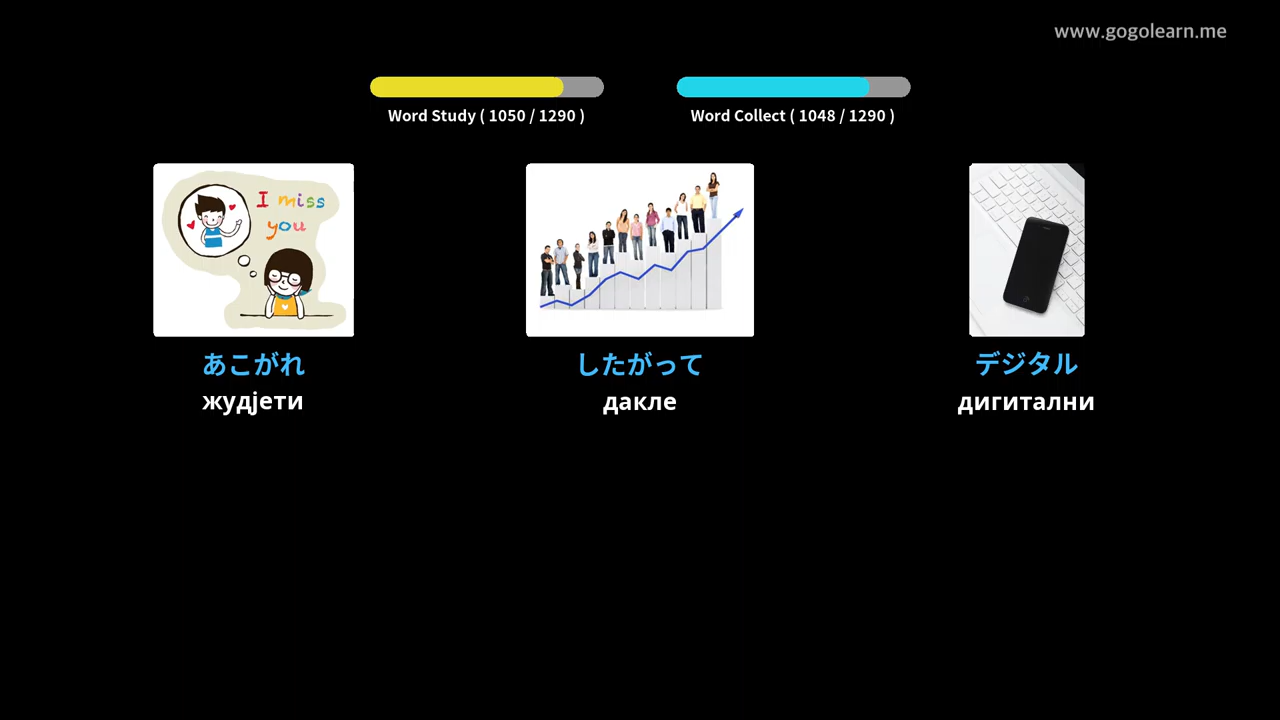 www.gogolearn.me
Word Study ( 1050 / 1290 )
Word Collect ( 1048 / 1290 )
I miss
you
あこがれ
したがって
デジタル
жудјети
дакле
дигитални